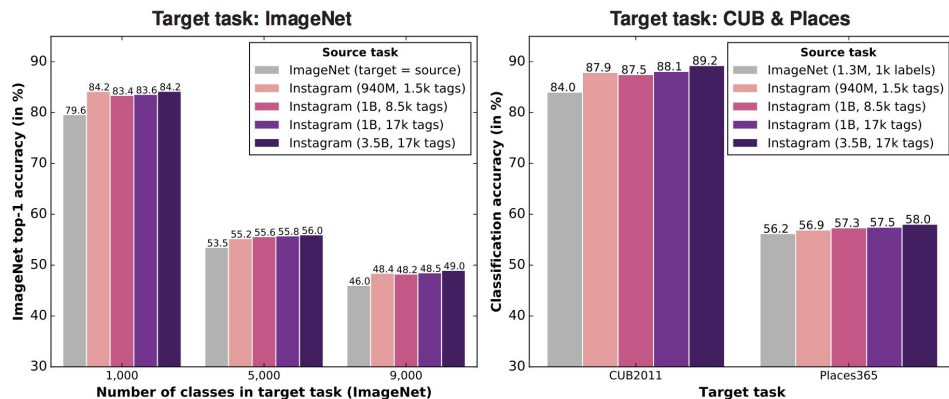 Target task: ImageNet
ImageNet top-1 accuracy (in %)
90
80
70
60
50
40
30
Source task
ImageNet (target = source)
Instagram (940M, 1.5k tags)
Instagram (1B, 8.5k tags)
Instagram (1B, 17k tags)
Instagram (3.5B, 17k tags)
79.6 84.2 83.4 83.6 84.2
53.5 55.2 55.6 55.8 56.0
46.0 48.4 48.2 48.5 49.0
1,000 5,000 9,000
Number of classes in target task (ImageNet)
Target task: CUB & Places
Classification accuracy (in %)
90
80
70
60
50
40
30
Source task
ImageNet (1.3M, 1k labels)
Instagram (940M, 1.5k tags)
Instagram (1B, 8.5k tags)
Instagram (1B, 17k tags)
Instagram (3.5B, 17k tags)
84.0 87.9 87.5 88.1 89.2
56.2 56.9 57.3 57.5 58.0
CUB2011 Places365
Target task